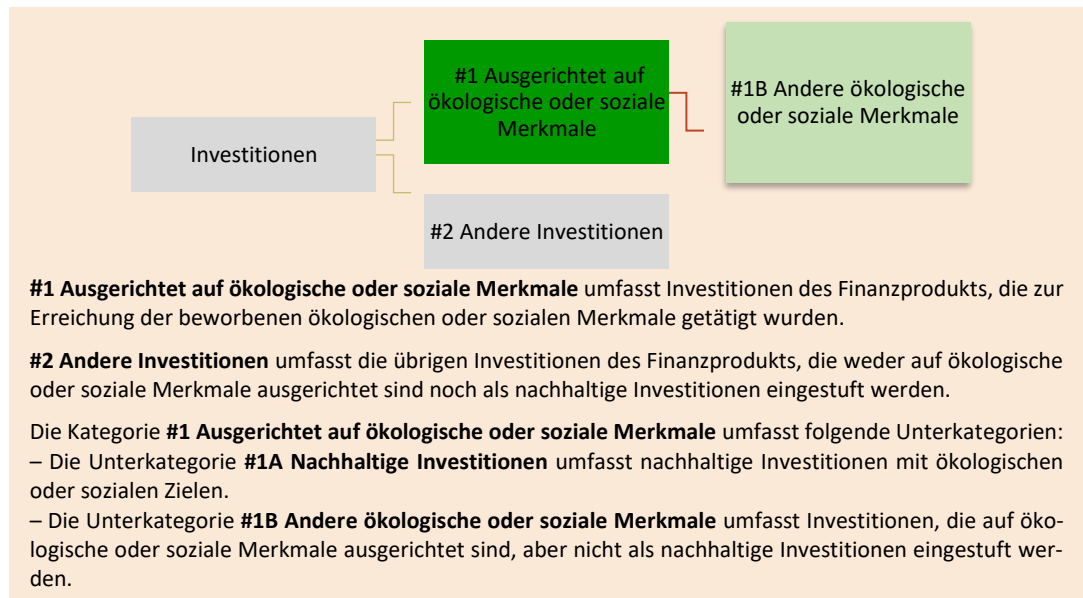 #1 Ausgerichtet auf
ökologische oder soziale
Merkmale
#1B Andere ökologische
oder soziale Merkmale
Investitionen
#2 Andere Investitionen
#1 Ausgerichtet auf ökologische oder soziale Merkmale umfasst Investitionen des Finanzprodukts, die zur
Erreichung der beworbenen ökologischen oder sozialen Merkmale getätigt wurden.
#2 Andere Investitionen umfasst die übrigen Investitionen des Finanzprodukts, die weder auf ökologische
oder soziale Merkmale ausgerichtet sind noch als nachhaltige Investitionen eingestuft werden.
Die Kategorie #1 Ausgerichtet auf ökologische oder soziale Merkmale umfasst folgende Unterkategorien:
– Die Unterkategorie #1A Nachhaltige Investitionen umfasst nachhaltige Investitionen mit ökologischen
oder sozialen Zielen.
– Die Unterkategorie #1B Andere ökologische oder soziale Merkmale umfasst Investitionen, die auf öko-
logische oder soziale Merkmale ausgerichtet sind, aber nicht als nachhaltige Investitionen eingestuft wer-
den.